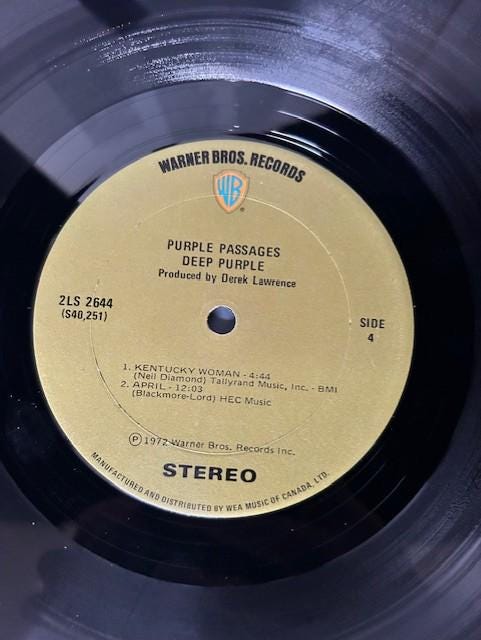 WARNER BROS. RECORDS
WB
®
PURPLE PASSAGES
DEEP PURPLE
Produced by Derek Lawrence
2LS 2644
(S40,251)
SIDE
4
1. KENTUCKY WOMAN - 4:44
(Neil Diamond) Tallyrand Music, Inc. - BMI
2. APRIL - 12:03
(Blackmore-Lord) HEC Music
Ⓟ 1972 Warner Bros. Records Inc.
STEREO
MANUFACTURED AND DISTRIBUTED BY WEA MUSIC OF CANADA, LTD.